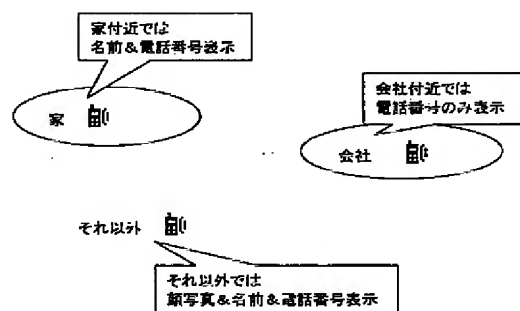 家付近では
名前&電話番号表示
家
会社付近では
電話番号のみ表示
会社
それ以外
それ以外では
顔写真&名前&電話番号表示